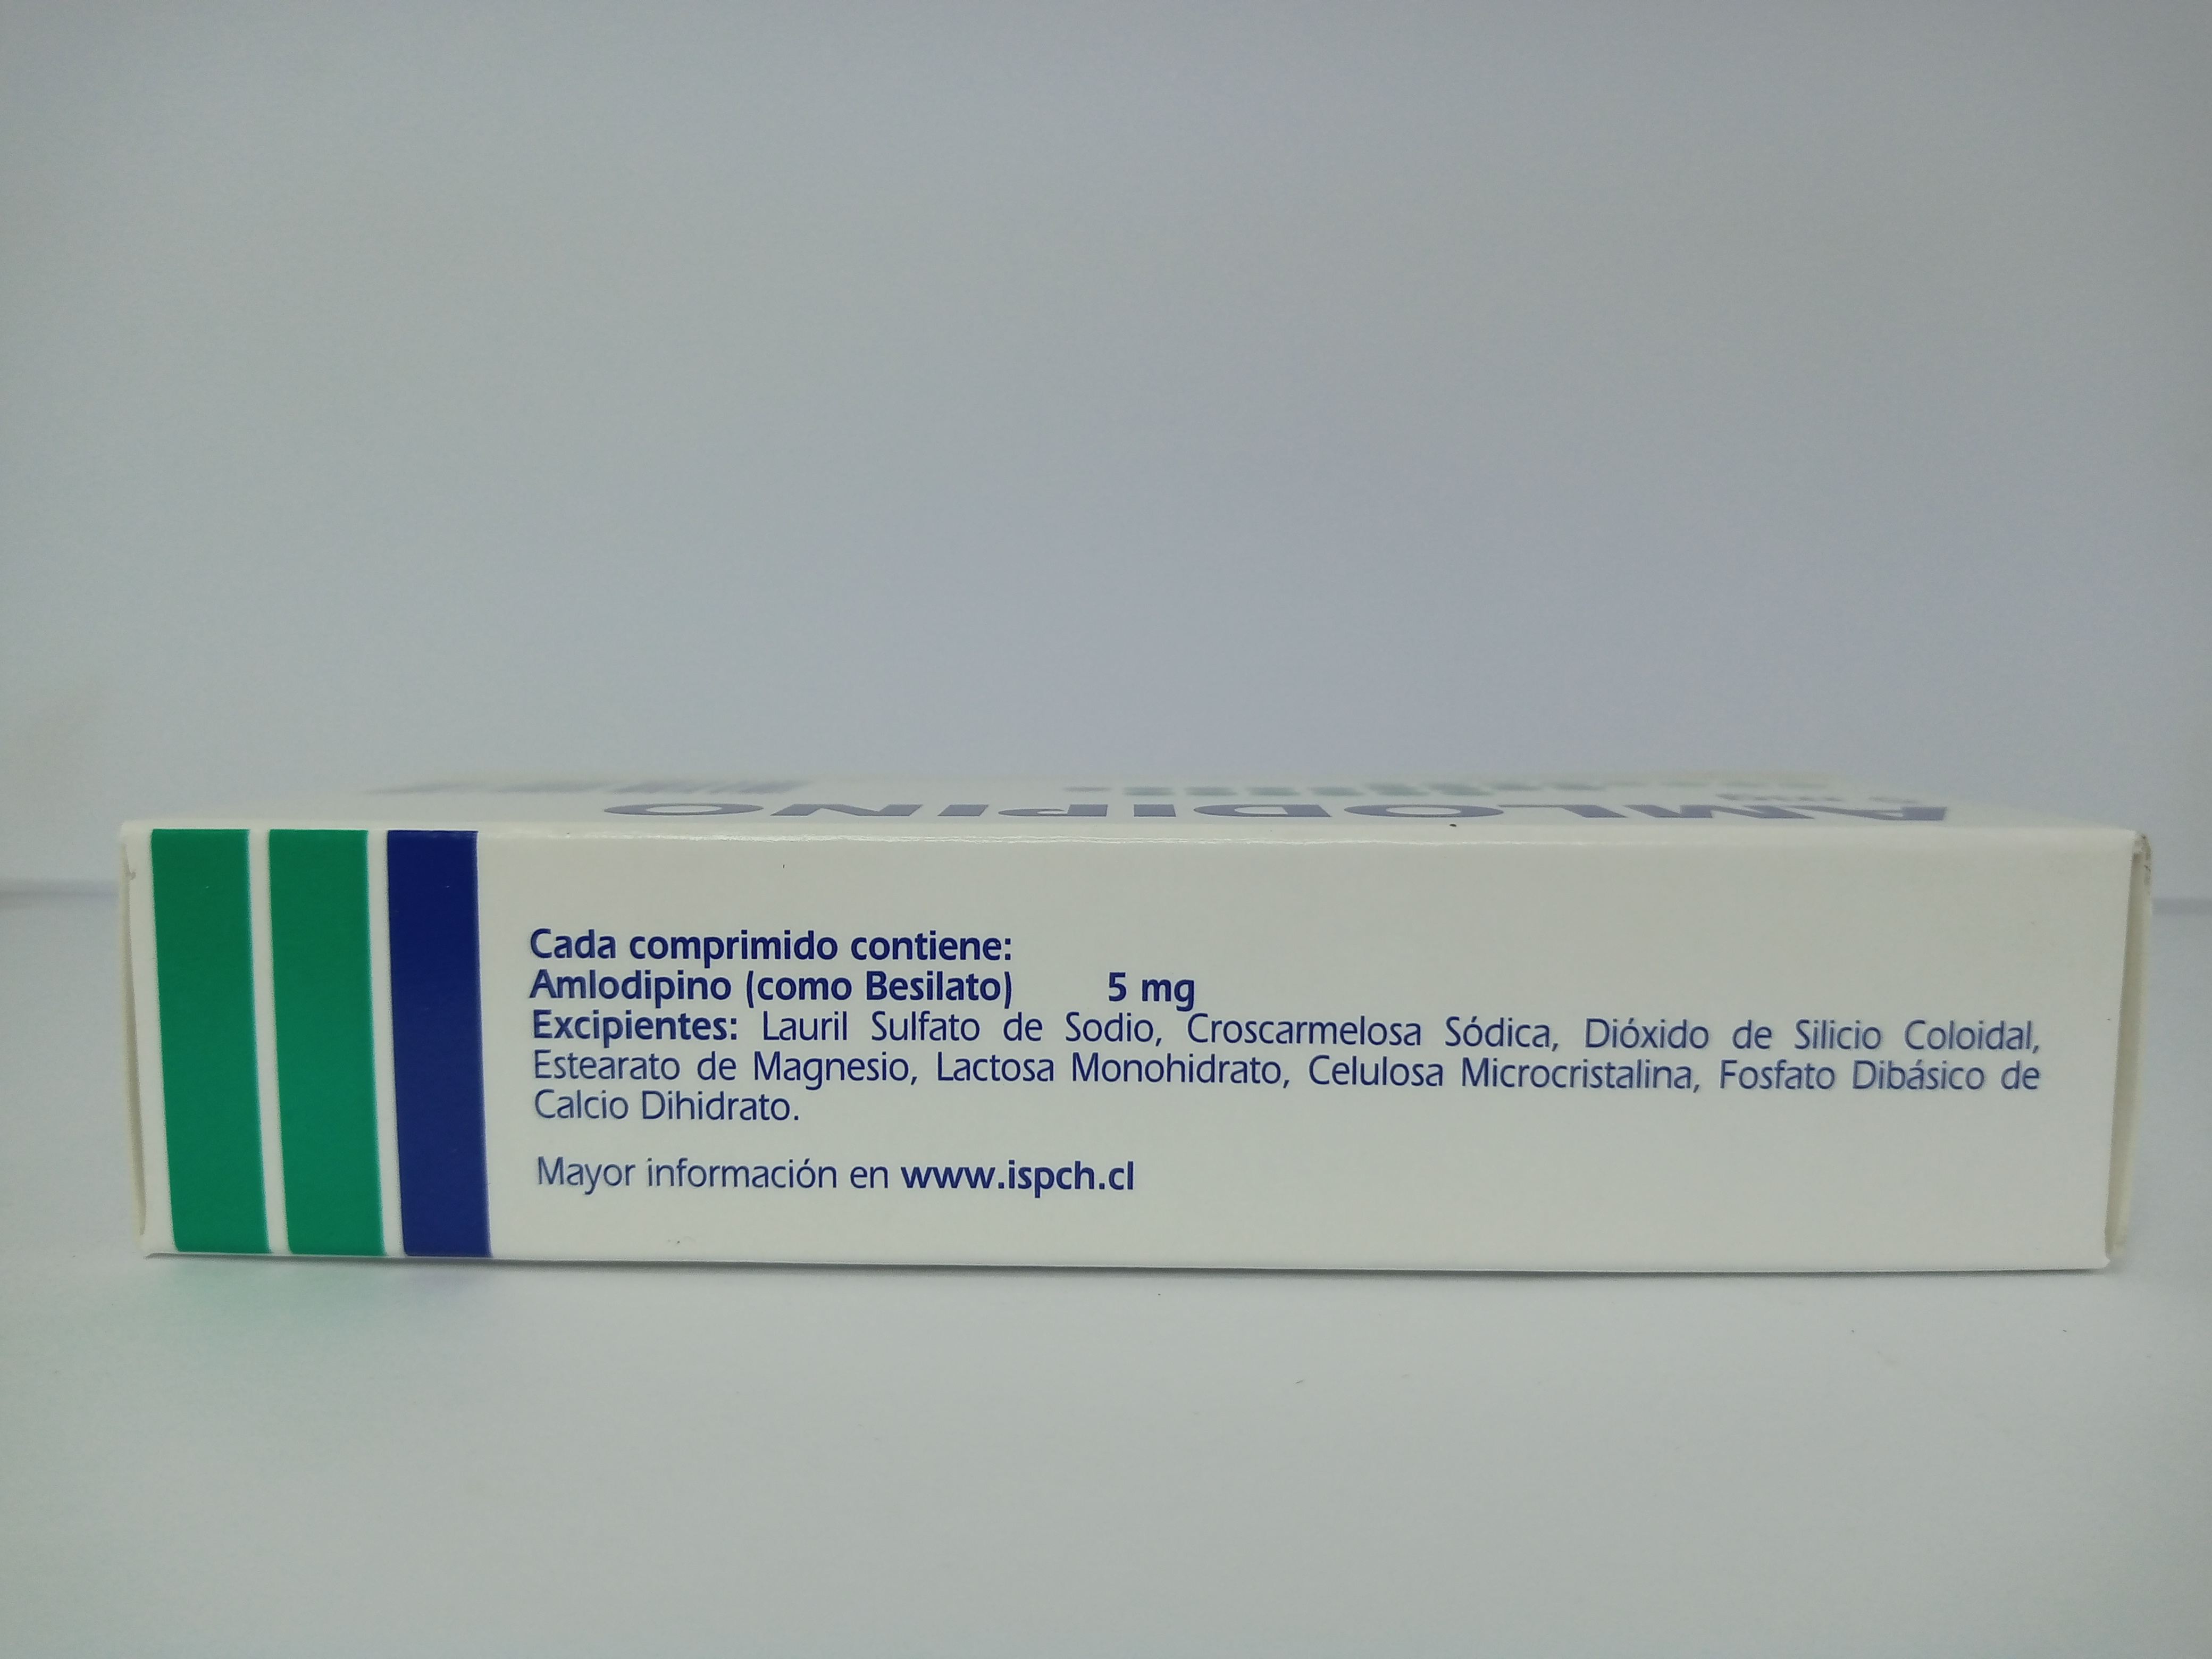 AMLODIPINO
Cada comprimido contiene:
Amlodipino (como Besilato) 5 mg
Excipientes: Lauril Sulfato de Sodio, Croscarmelosa Sódica, Dióxido de Silicio Coloidal,
Estearato de Magnesio, Lactosa Monohidrato, Celulosa Microcristalina, Fosfato Dibásico de
Calcio Dihidrato.
Mayor información en www.ispch.cl